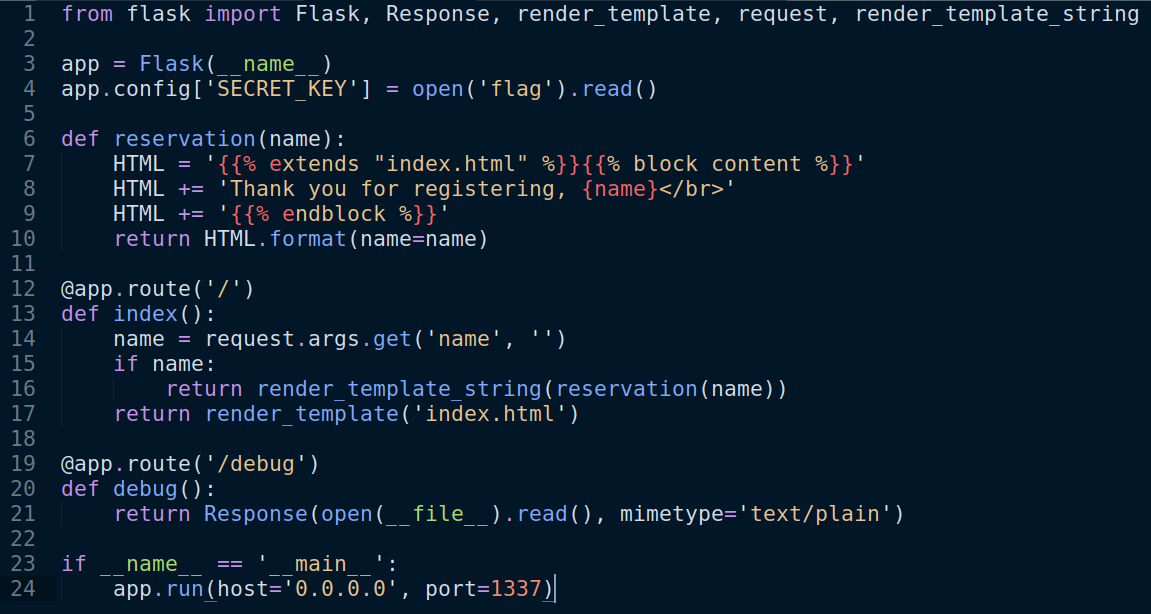 1 from flask import Flask, Response, render_template, request, render_template_string
2
3 app = Flask(__name__)
4 app.config['SECRET_KEY'] = open('flag').read()
5
6 def reservation(name):
7     HTML = '{{% extends "index.html" %}}{{% block content %}}'
8     HTML += 'Thank you for registering, {name}</br>'
9     HTML += '{{% endblock %}}'
10     return HTML.format(name=name)
11
12 @app.route('/')
13 def index():
14     name = request.args.get('name', '')
15     if name:
16         return render_template_string(reservation(name))
17     return render_template('index.html')
18
19 @app.route('/debug')
20 def debug():
21     return Response(open(__file__).read(), mimetype='text/plain')
22
23 if __name__ == '__main__':
24     app.run(host='0.0.0.0', port=1337)